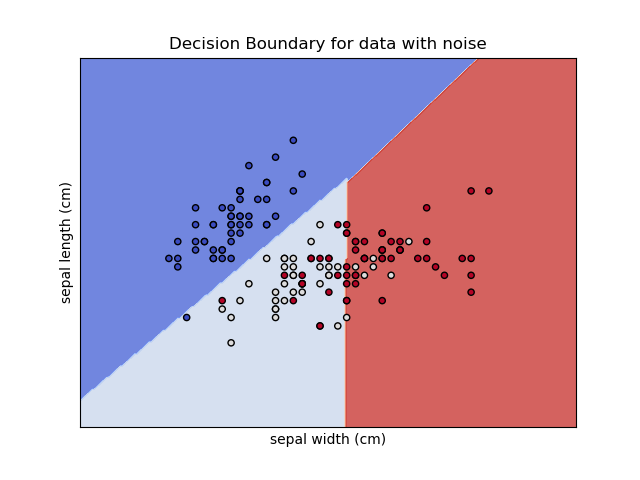 Decision Boundary for data with noise
sepal length (cm)
sepal width (cm)